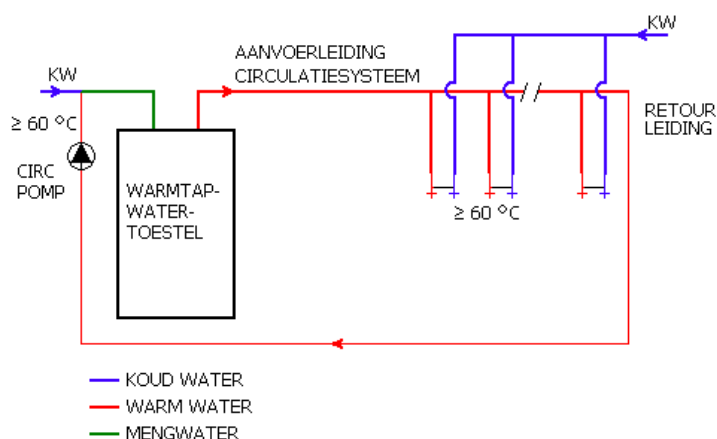 KW
AANVOERLEIDING
CIRCULATIESYSTEEM
KW
≥ 60 °C
CIRC
POMP
WARMTAP-
WATER-
TOESTEL
RETOUR
LEIDING
≥ 60 °C
KOUD WATER
WARM WATER
MENGWATER